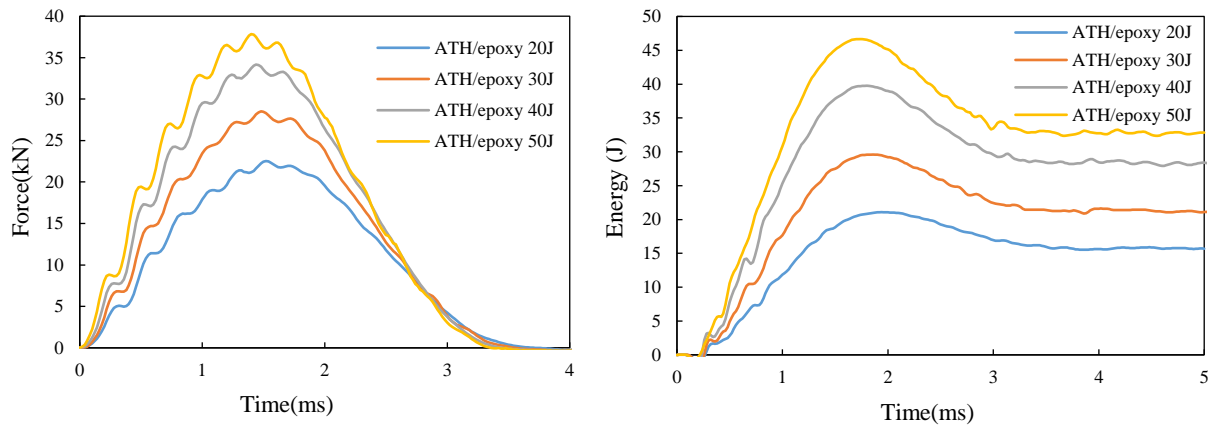 40
35
30
25
20
15
10
5
0
Force(kN)
ATH/epoxy 20J
ATH/epoxy 30J
ATH/epoxy 40J
ATH/epoxy 50J
0 1 2 3 4
Time(ms)
50
45
40
35
30
25
20
15
10
5
0
Energy (J)
ATH/epoxy 20J
ATH/epoxy 30J
ATH/epoxy 40J
ATH/epoxy 50J
0 1 2 3 4 5
Time(ms)